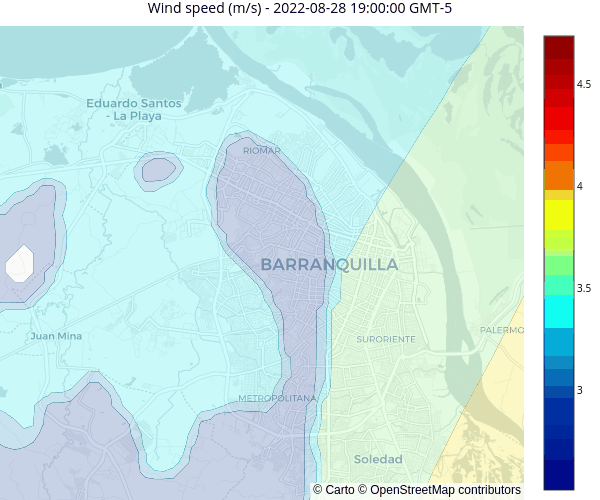 Wind speed (m/s) - 2022-08-28 19:00:00 GMT-5
Eduardo Santos
- La Playa
RIOMAR
BARRANQUILLA
Juan Mina
SURORIENTE
PALERMO
METROPOLITANA
Soledad
© Carto © OpenStreetMap contributors
4.5
4
3.5
3